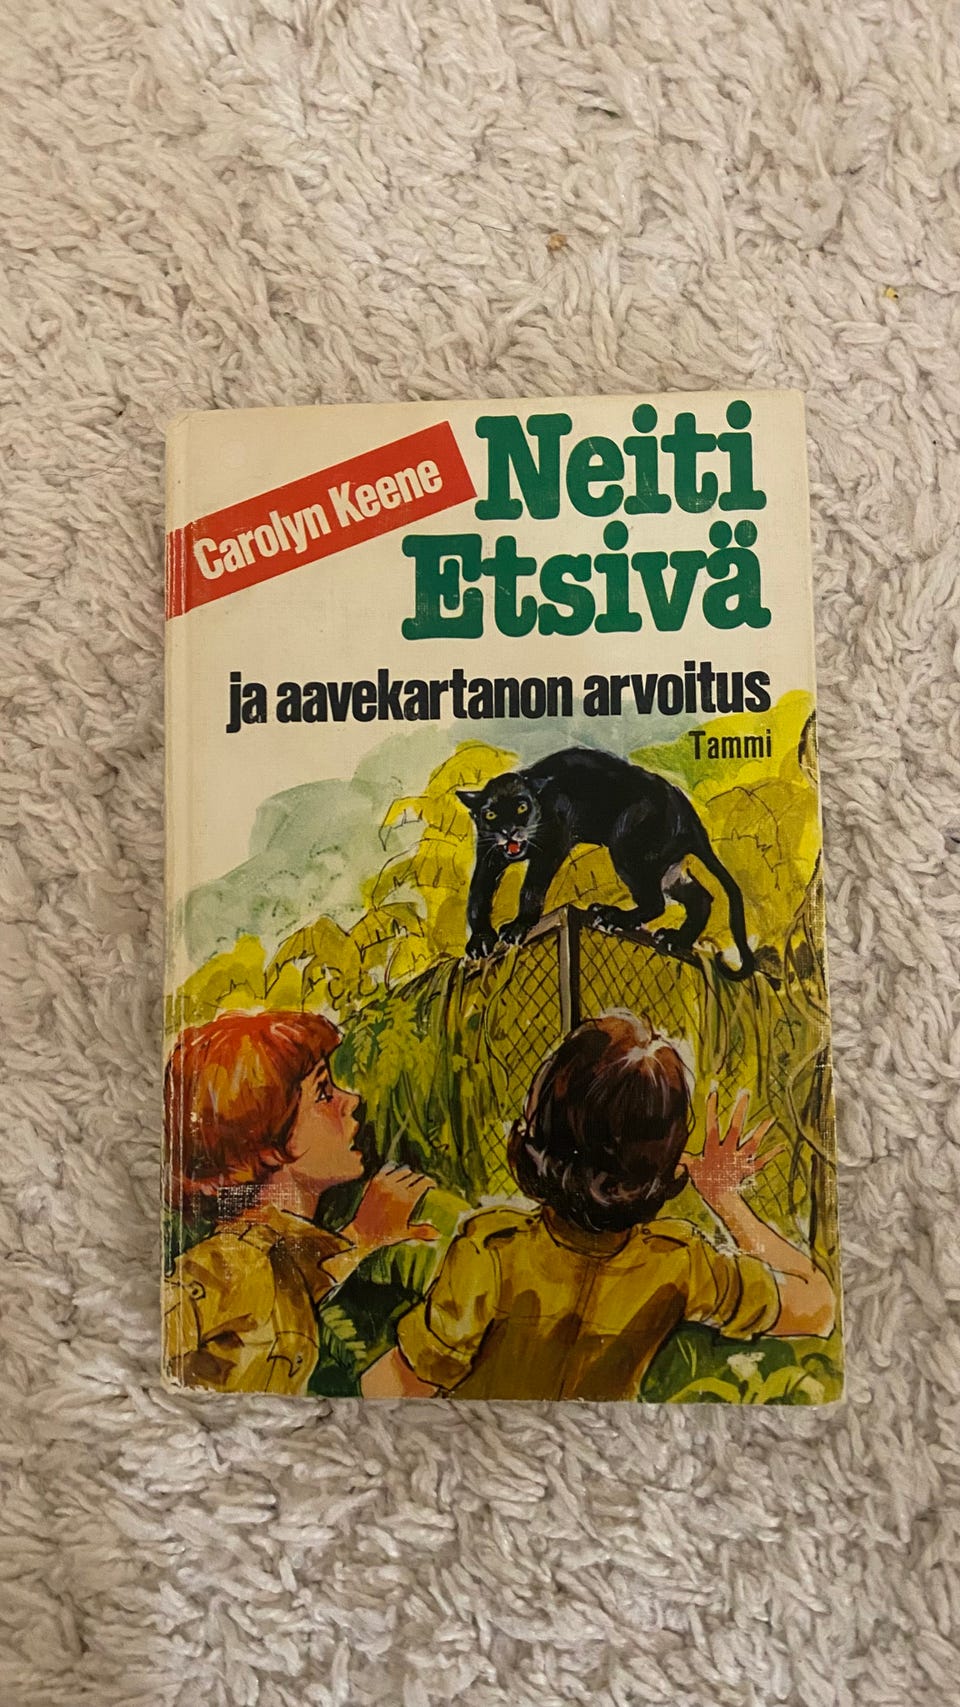 Carolyn Keene
Neiti
Etsivä
ja aavekartanon arvoitus
Tammi